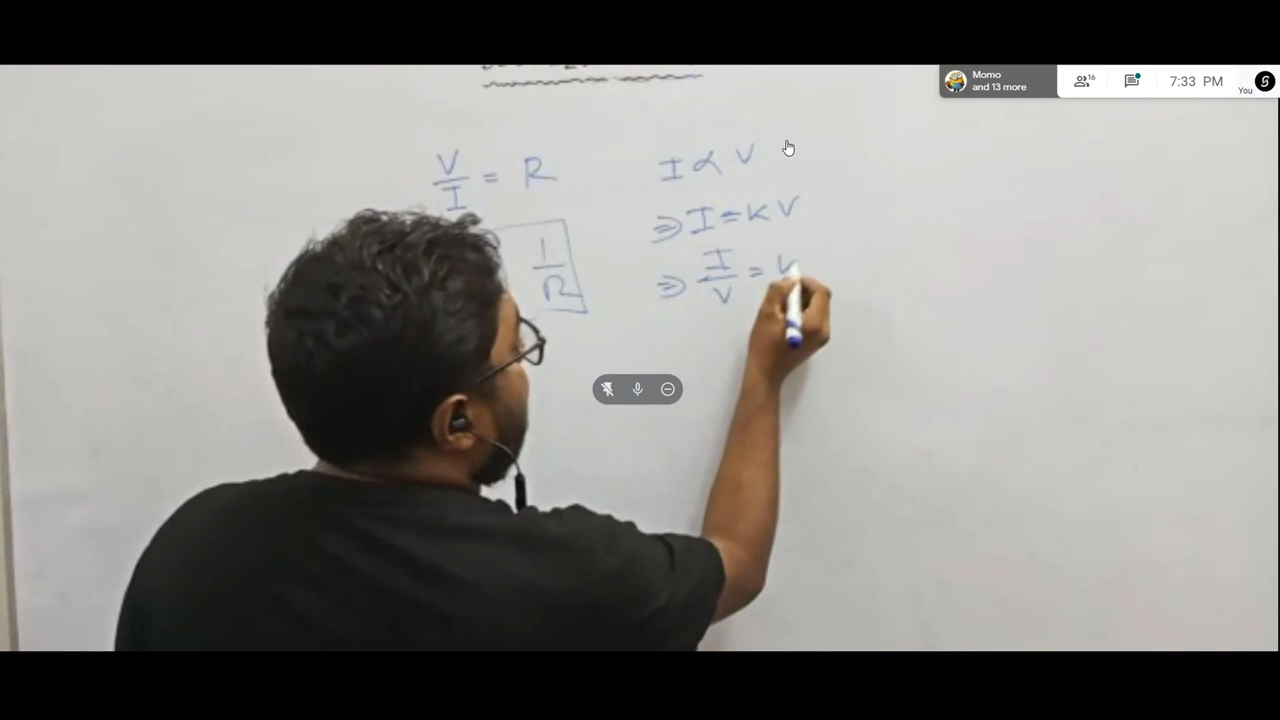 Momo
and 13 more
16
7:33 PM
You
V/I = R
I ∝ V
⇒ I = K V
1/R
⇒ I/V =